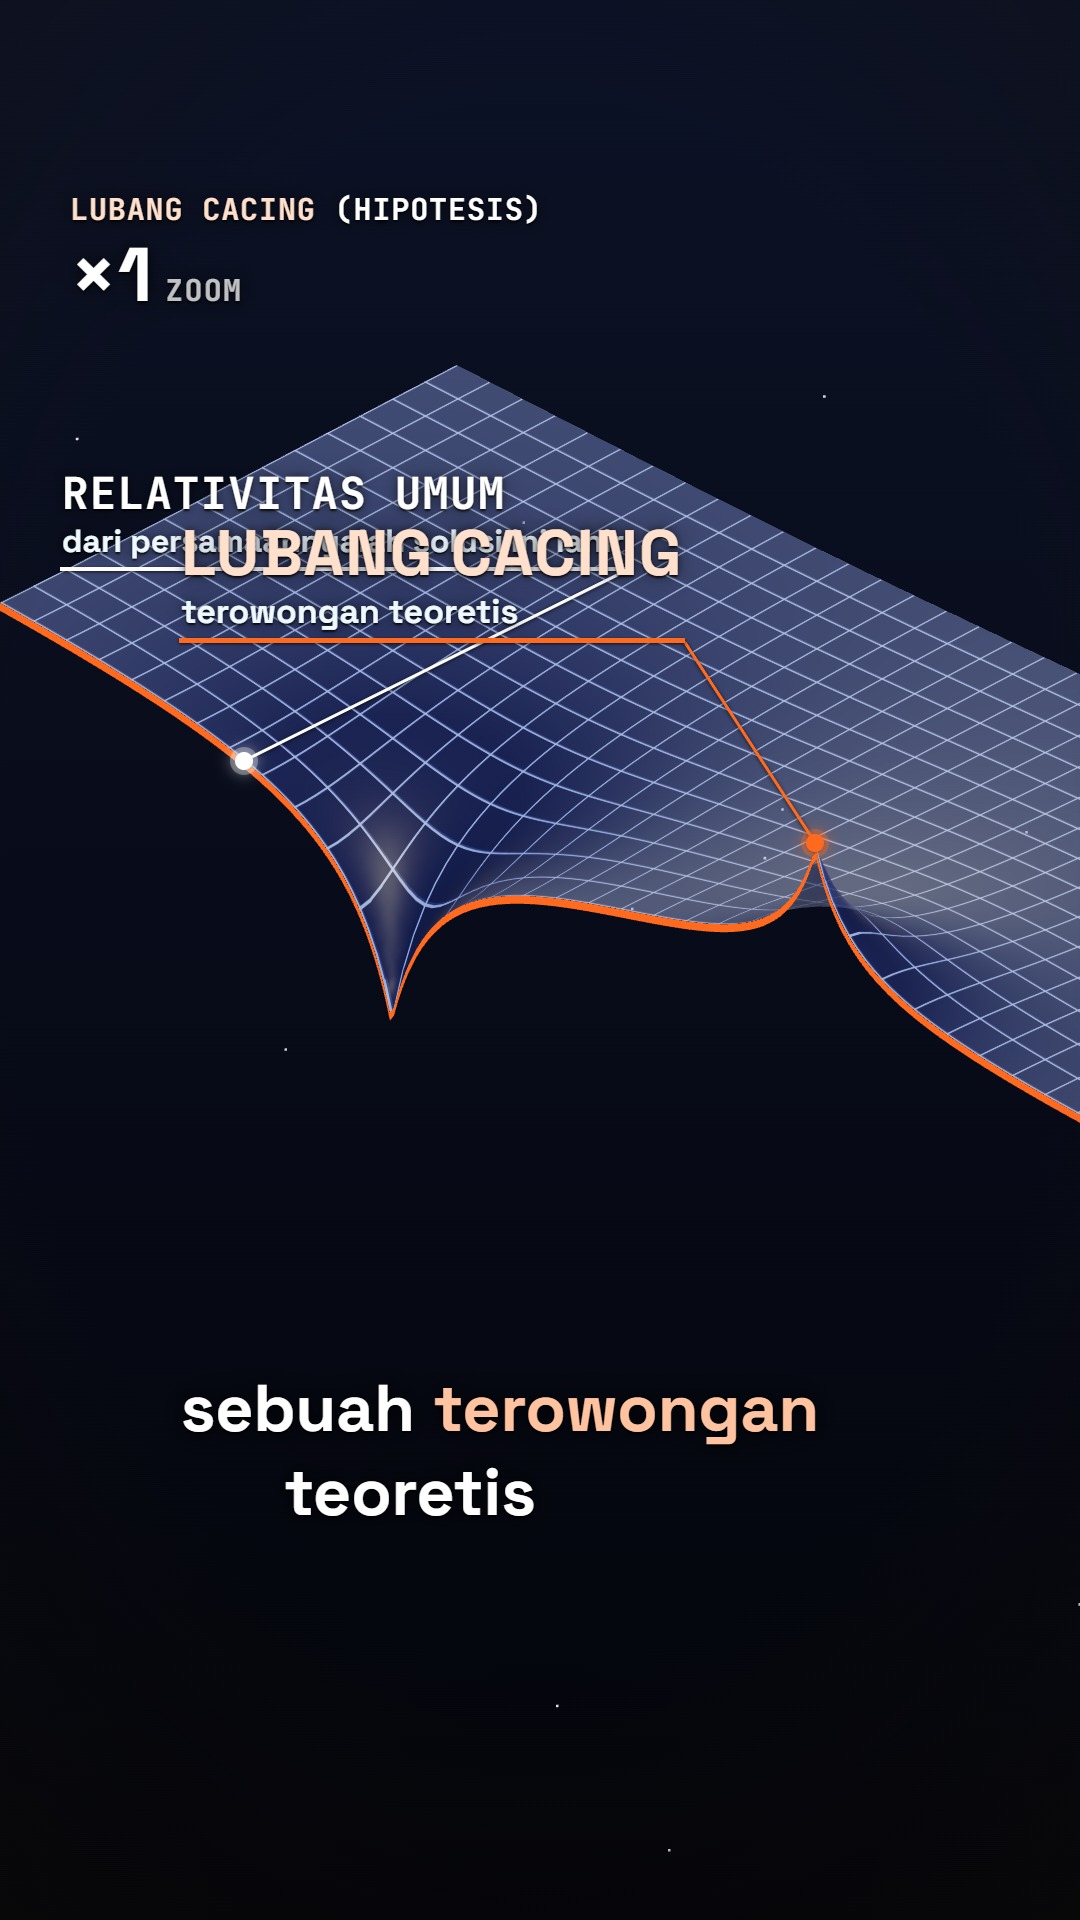 LUBANG CACING (HIPOTESIS)
×1 ZOOM
RELATIVITAS UMUM
dari
LUBANG CACING
terowongan teoretis
sebuah terowongan
teoretis